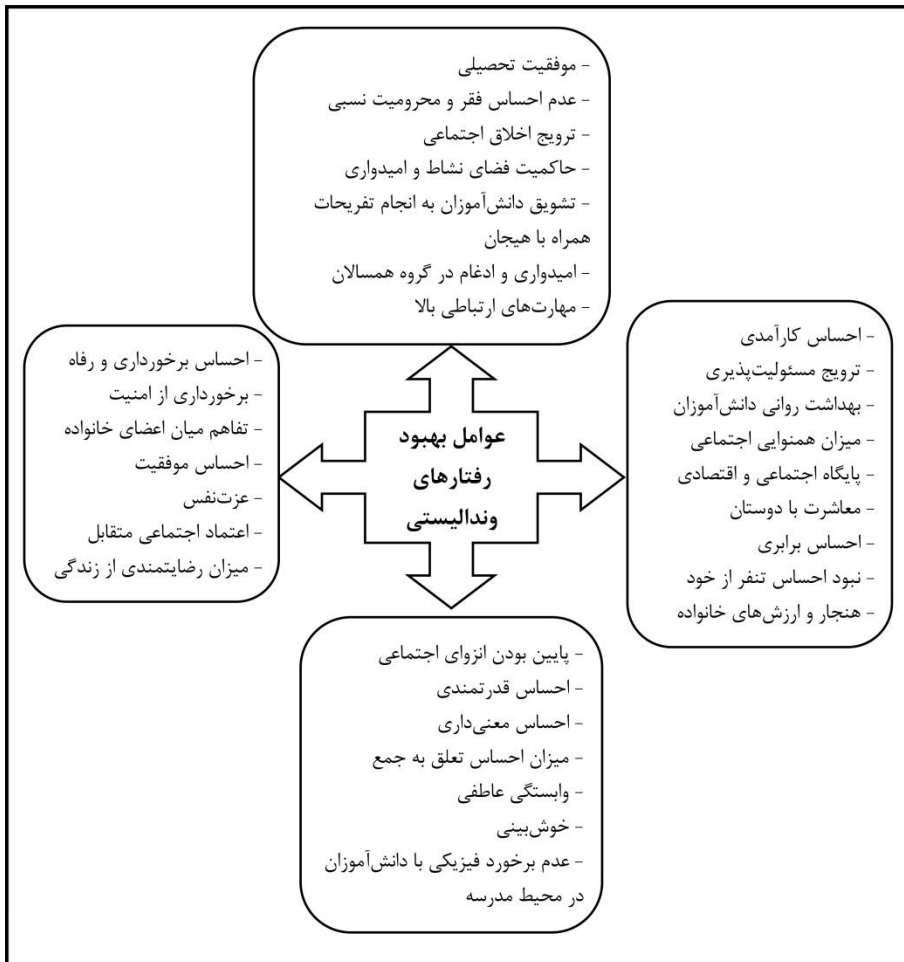 - موفقیت تحصیلی
- عدم احساس فقر و محرومیت نسبی
- ترویج اخلاق اجتماعی
- حاکمیت فضای نشاط و امیدواری
- تشویق دانش‌آموزان به انجام تفریحات
همراه با هیجان
- امیدواری و ادغام در گروه همسالان
- مهارت‌های ارتباطی بالا
- احساس کارآمدی
- ترویج مسئولیت‌پذیری
- بهداشت روانی دانش‌آموزان
- میزان همنوایی اجتماعی
- پایگاه اجتماعی و اقتصادی
- معاشرت با دوستان
- احساس برابری
- نبود احساس تنفر از خود
- هنجار و ارزش‌های خانواده
عوامل بهبود
رفتارهای
وندالیستی
- احساس برخورداری و رفاه
- برخورداری از امنیت
- تفاهم میان اعضای خانواده
- احساس موفقیت
- عزت‌نفس
- اعتماد اجتماعی متقابل
- میزان رضایتمندی از زندگی
- پایین بودن انزوای اجتماعی
- احساس قدرتمندی
- احساس معنی‌داری
- میزان احساس تعلق به جمع
- وابستگی عاطفی
- خوش‌بینی
- عدم برخورد فیزیکی با دانش‌آموزان
در محیط مدرسه